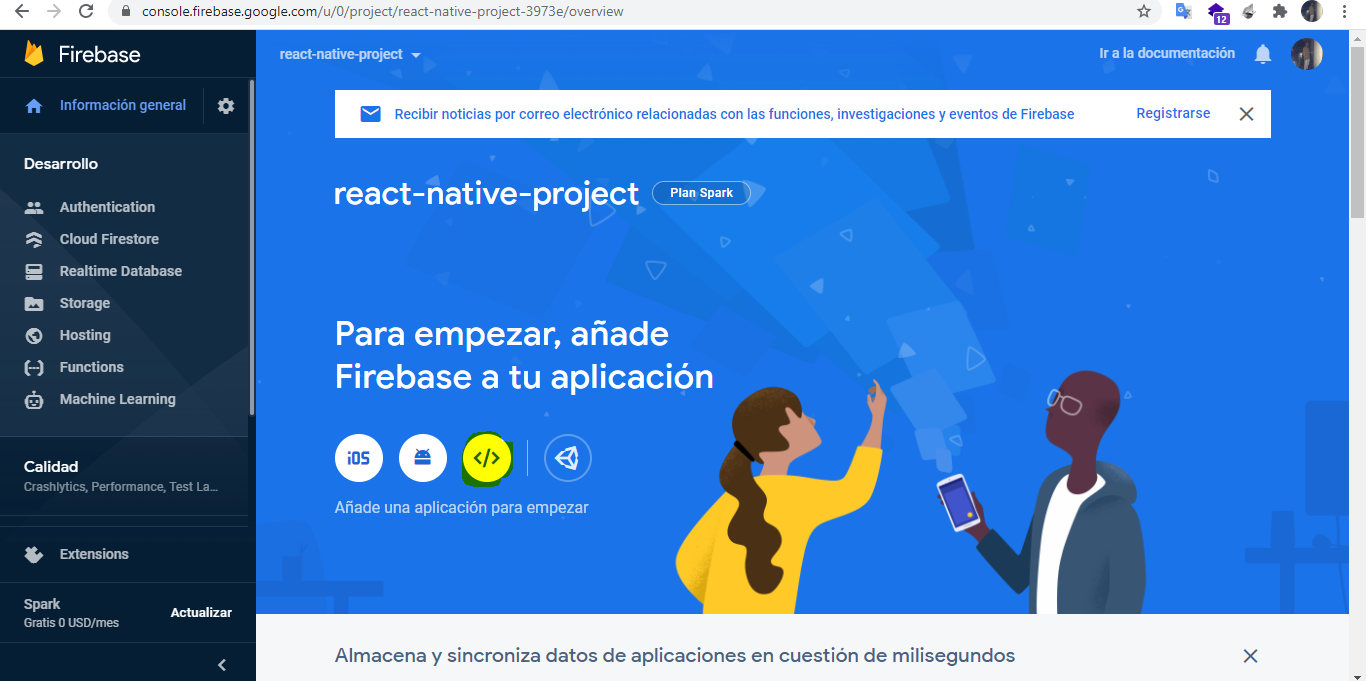 console.firebase.google.com/u/0/project/react-native-project-3973e/overview
12
Firebase
react-native-project
Ir a la documentación
Información general
Recibir noticias por correo electrónico relacionadas con las funciones, investigaciones y eventos de Firebase
Registrarse
Desarrollo
Authentication
Cloud Firestore
Realtime Database
Storage
Hosting
Functions
Machine Learning
react-native-project
Plan Spark
Para empezar, añade
Firebase a tu aplicación
iOS
</>
Añade una aplicación para empezar
Calidad
Crashlytics, Performance, Test La...
Extensions
Spark
Gratis 0 USD/mes
Actualizar
Almacena y sincroniza datos de aplicaciones en cuestión de milisegundos